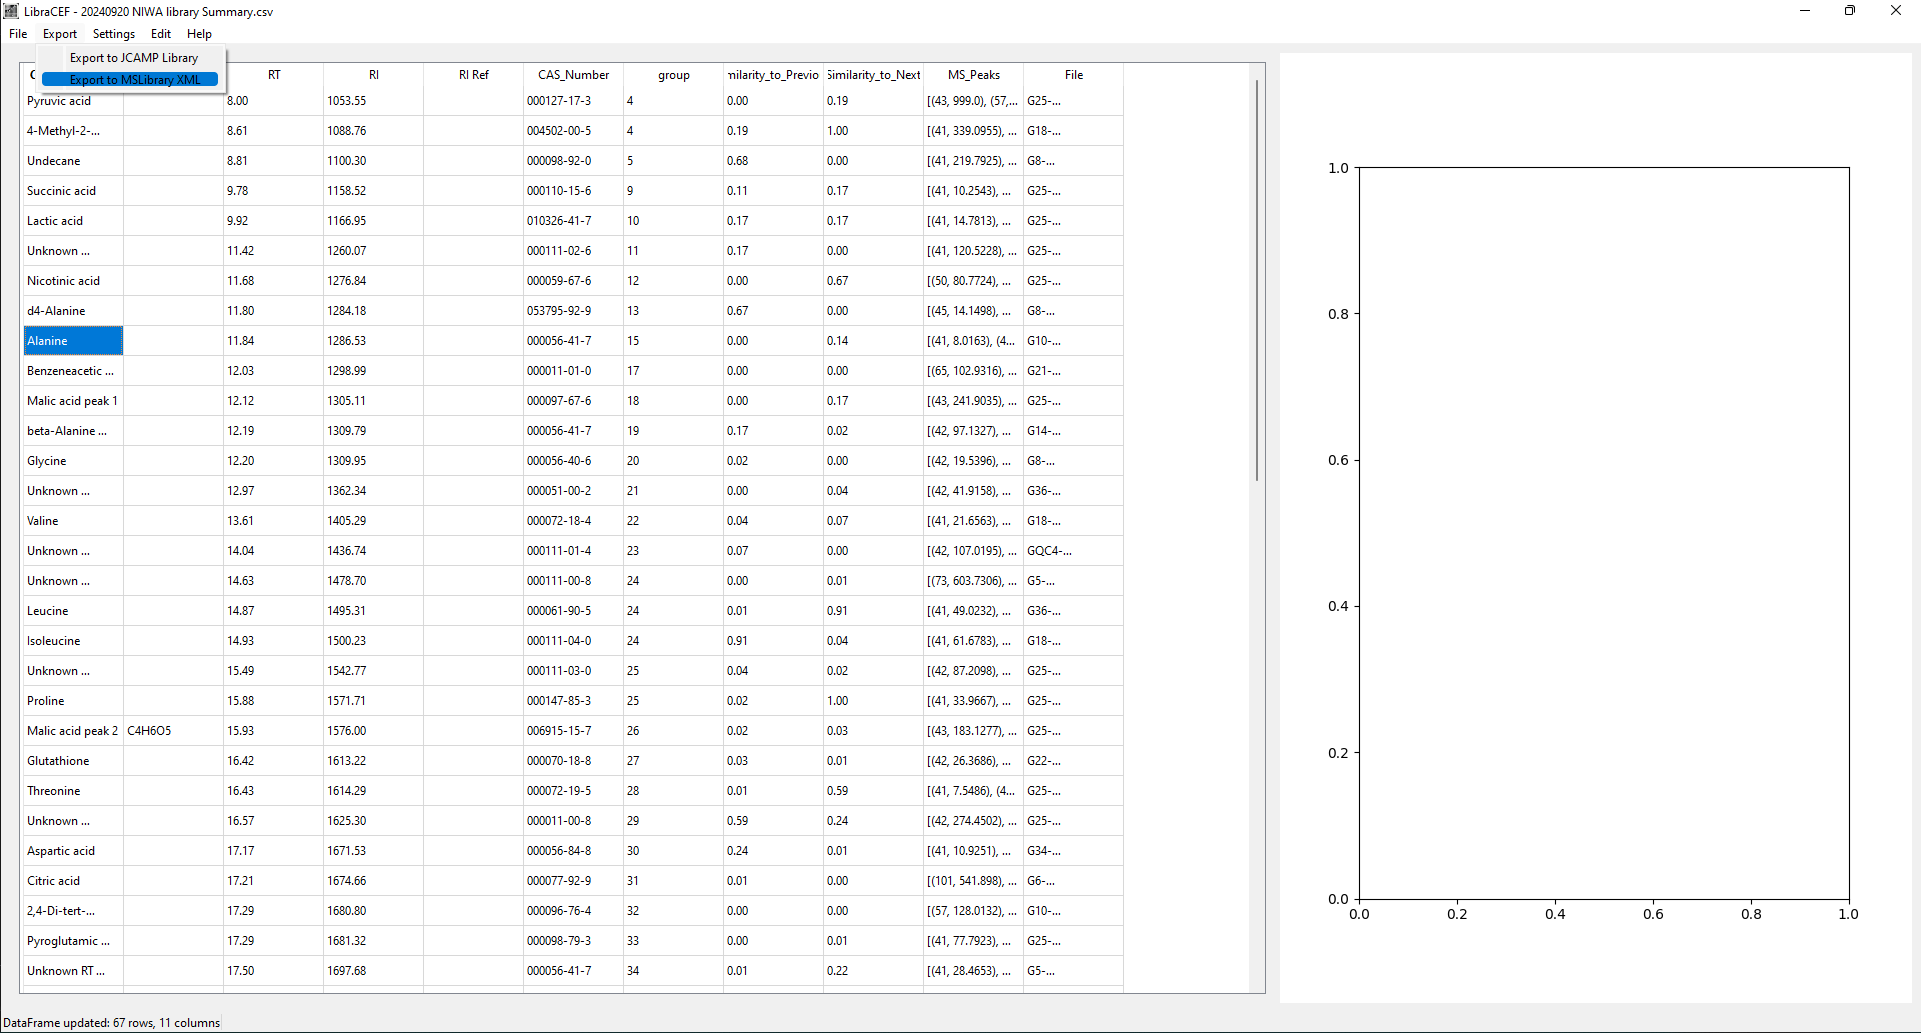 LibraCEF - 20240920 NIWA library Summary.csv
File Export Settings Edit Help
Export to JCAMP Library
Export to MSLibrary XML
RT RI RI Ref CAS_Number group milarity_to_Previo Similarity_to_Next MS_Peaks File
Pyruvic acid 8.00 1053.55 000127-17-3 4 0.00 0.19 [(43, 999.0), (57,... G25-...
4-Methyl-2-... 8.61 1088.76 004502-00-5 4 0.19 1.00 [(41, 339.0955), ... G18-...
Undecane 8.81 1100.30 000098-92-0 5 0.68 0.00 [(41, 219.7925), ... G8-...
Succinic acid 9.78 1158.52 000110-15-6 9 0.11 0.17 [(41, 10.2543), ... G25-...
Lactic acid 9.92 1166.95 010326-41-7 10 0.17 0.17 [(41, 14.7813), ... G25-...
Unknown ... 11.42 1260.07 000111-02-6 11 0.17 0.00 [(41, 120.5228), ... G25-...
Nicotinic acid 11.68 1276.84 000059-67-6 12 0.00 0.67 [(50, 80.7724), ... G25-...
d4-Alanine 11.80 1284.18 053795-92-9 13 0.67 0.00 [(45, 14.1498), ... G8-...
Alanine 11.84 1286.53 000056-41-7 15 0.00 0.14 [(41, 8.0163), (4... G10-...
Benzeneacetic ... 12.03 1298.99 000011-01-0 17 0.00 0.00 [(65, 102.9316), ... G21-...
Malic acid peak 1 12.12 1305.11 000097-67-6 18 0.00 0.17 [(43, 241.9035), ... G25-...
beta-Alanine ... 12.19 1309.79 000056-41-7 19 0.17 0.02 [(42, 97.1327), ... G14-...
Glycine 12.20 1309.95 000056-40-6 20 0.02 0.00 [(42, 19.5396), ... G8-...
Unknown ... 12.97 1362.34 000051-00-2 21 0.00 0.04 [(42, 41.9158), ... G36-...
Valine 13.61 1405.29 000072-18-4 22 0.04 0.07 [(41, 21.6563), ... G18-...
Unknown ... 14.04 1436.74 000111-01-4 23 0.07 0.00 [(42, 107.0195), ... GQC4-...
Unknown ... 14.63 1478.70 000111-00-8 24 0.00 0.01 [(73, 603.7306), ... G5-...
Leucine 14.87 1495.31 000061-90-5 24 0.01 0.91 [(41, 49.0232), ... G36-...
Isoleucine 14.93 1500.23 000111-04-0 24 0.91 0.04 [(41, 61.6783), ... G18-...
Unknown ... 15.49 1542.77 000111-03-0 25 0.04 0.02 [(42, 87.2098), ... G25-...
Proline 15.88 1571.71 000147-85-3 25 0.02 1.00 [(41, 33.9667), ... G25-...
Malic acid peak 2 C4H6O5 15.93 1576.00 006915-15-7 26 0.02 0.03 [(43, 183.1277), ... G25-...
Glutathione 16.42 1613.22 000070-18-8 27 0.03 0.01 [(42, 26.3686), ... G22-...
Threonine 16.43 1614.29 000072-19-5 28 0.01 0.59 [(41, 7.5486), (4... G25-...
Unknown ... 16.57 1625.30 000011-00-8 29 0.59 0.24 [(42, 274.4502), ... G25-...
Aspartic acid 17.17 1671.53 000056-84-8 30 0.24 0.01 [(41, 10.9251), ... G34-...
Citric acid 17.21 1674.66 000077-92-9 31 0.01 0.00 [(101, 541.898), ... G6-...
2,4-Di-tert-... 17.29 1680.80 000096-76-4 32 0.00 0.00 [(57, 128.0132), ... G10-...
Pyroglutamic ... 17.29 1681.32 000098-79-3 33 0.00 0.01 [(41, 77.7923), ... G25-...
Unknown RT ... 17.50 1697.68 000056-41-7 34 0.01 0.22 [(41, 28.4653), ... G5-...
1.0
0.8
0.6
0.4
0.2
0.0
0.0 0.2 0.4 0.6 0.8 1.0
DataFrame updated: 67 rows, 11 columns